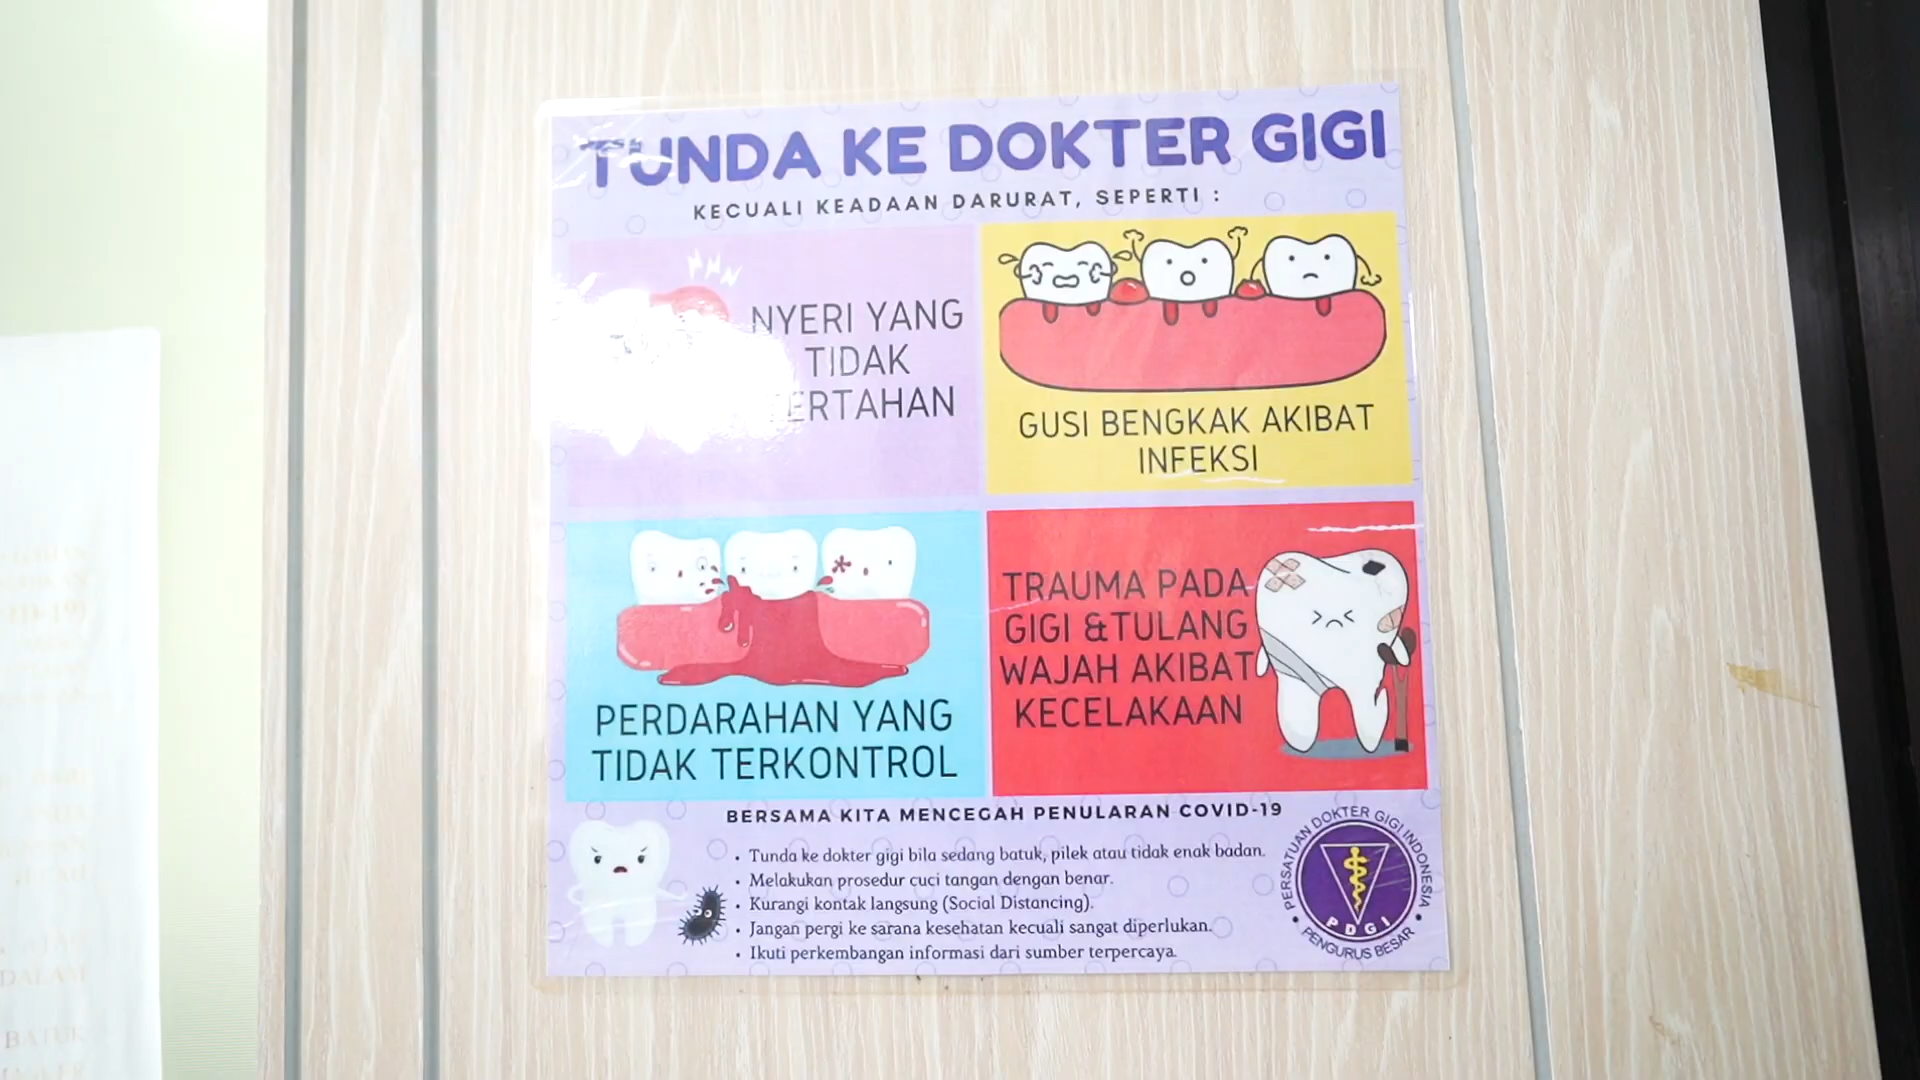 TUNDA KE DOKTER GIGI
KECUALI KEADAAN DARURAT, SEPERTI :
NYERI YANG
TIDAK
ERTAHAN
GUSI BENGKAK AKIBAT
INFEKSI
PERDARAHAN YANG
TIDAK TERKONTROL
TRAUMA PADA
GIGI &TULANG
WAJAH AKIBAT
KECELAKAAN
BERSAMA KITA MENCEGAH PENULARAN COVID-19
• Tunda ke dokter gigi bila sedang batuk, pilek atau tidak enak badan.
• Melakukan prosedur cuci tangan dengan benar.
• Kurangi kontak langsung (Social Distancing).
• Jangan pergi ke sarana kesehatan kecuali sangat diperlukan.
• Ikuti perkembangan informasi dari sumber terpercaya.
PERSATUAN DOKTER GIGI INDONESIA
PDGI
• PENGURUS BESAR •
DALAM
BATUK